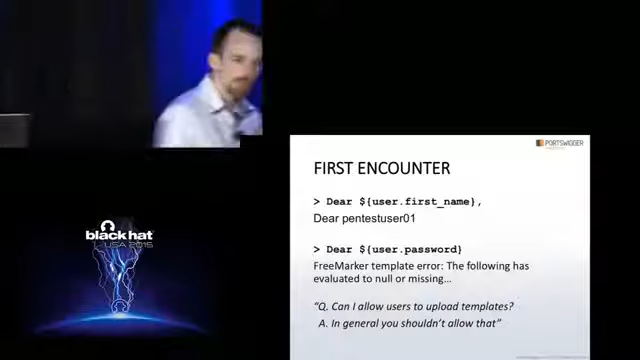 PORTSWIGGER
FIRST ENCOUNTER
> Dear ${user.first_name},
Dear pentestuser01
> Dear ${user.password}
FreeMarker template error: The following has
evaluated to null or missing...
"Q. Can I allow users to upload templates?
A. In general you shouldn't allow that"
black hat
USA 2015